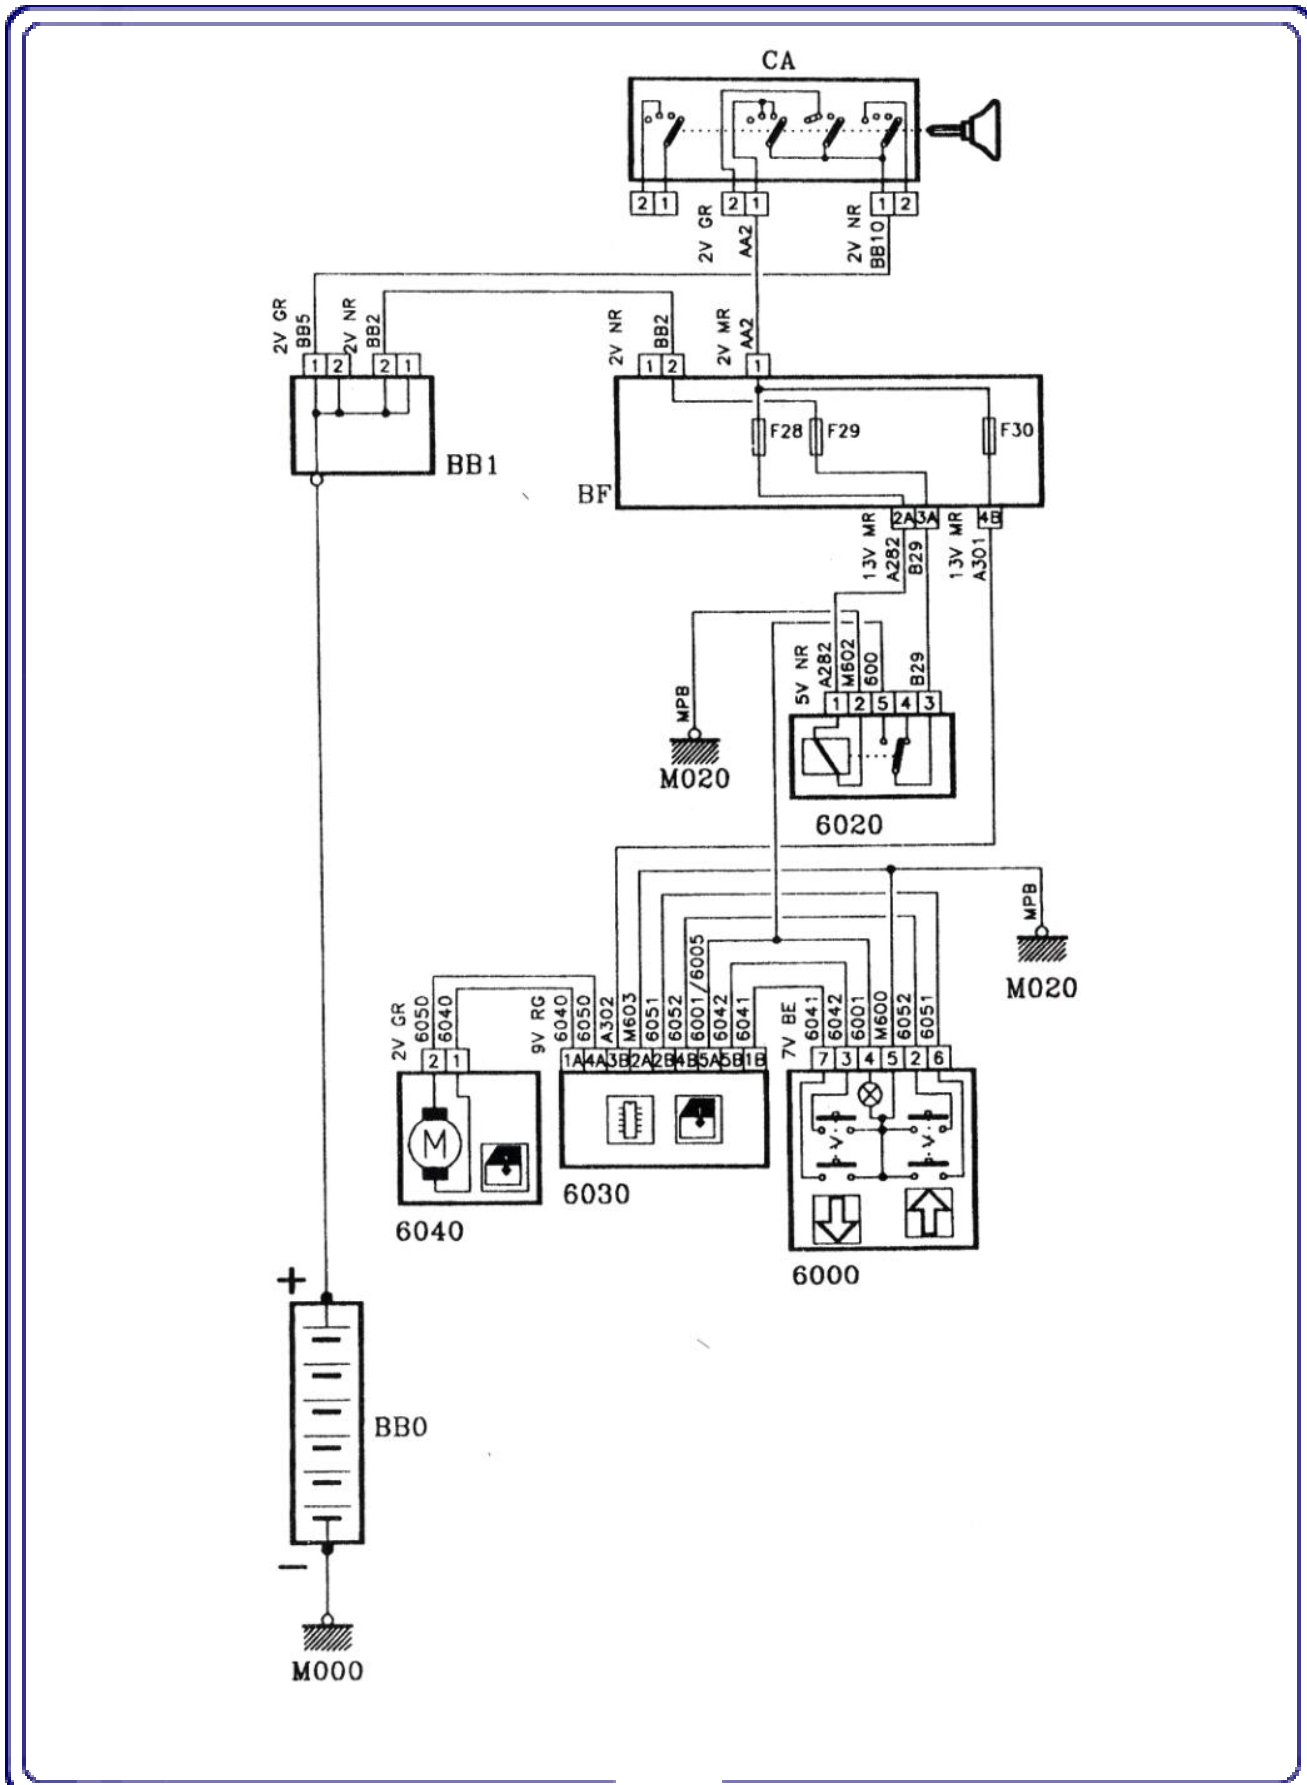 CA
2 1
2 1
1 2
2V GR
AA2
2V NR
BB10
2V GR
BB5
2V NR
BB2
2V NR
BB2
2V MR
AA2
1 2
2 1
1 2
1
F28
F29
F30
BB1
BF
2A 3A
4B
13V MR
A282
B29
13V MR
A301
5V NR
A282
M602
600
B29
MPB
1 2 5 4 3
M020
6020
MPB
M020
2V GR
6050
6040
9V RG
6040
6050
A302
M603
6051
6052
6001/6005
6042
6041
7V BE
6041
6042
6001
M600
6052
6051
2 1
1A 4A 3B 2A 2B 4B 5A 5B 1B
7 3 4 5 2 6
M
6040
6030
6000
+
BB0
−
M000